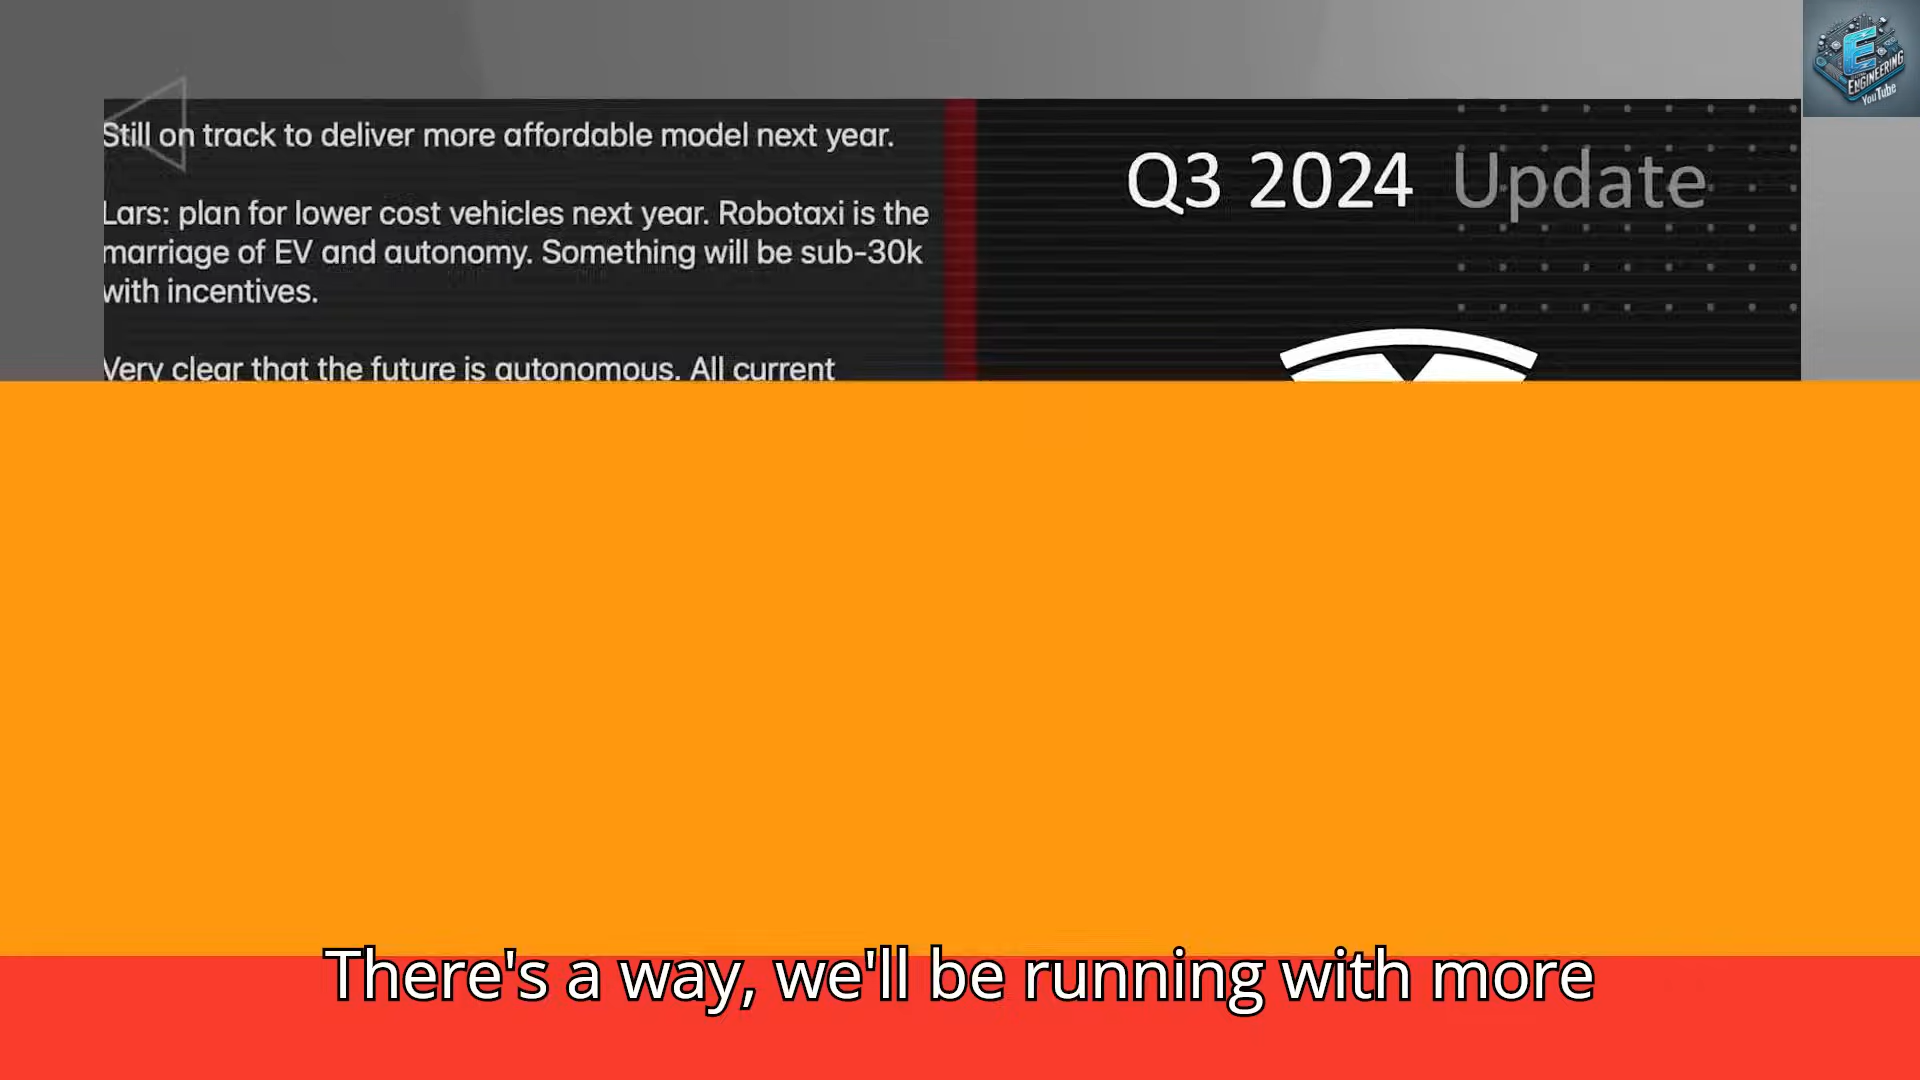 Still on track to deliver more affordable model next year.
Lars: plan for lower cost vehicles next year. Robotaxi is the
marriage of EV and autonomy. Something will be sub-30k
with incentives.
Very clear that the future is autonomous. All current
Q3 2024 Update
E
ENGINEERING
YouTube
There's a way, we'll be running with more